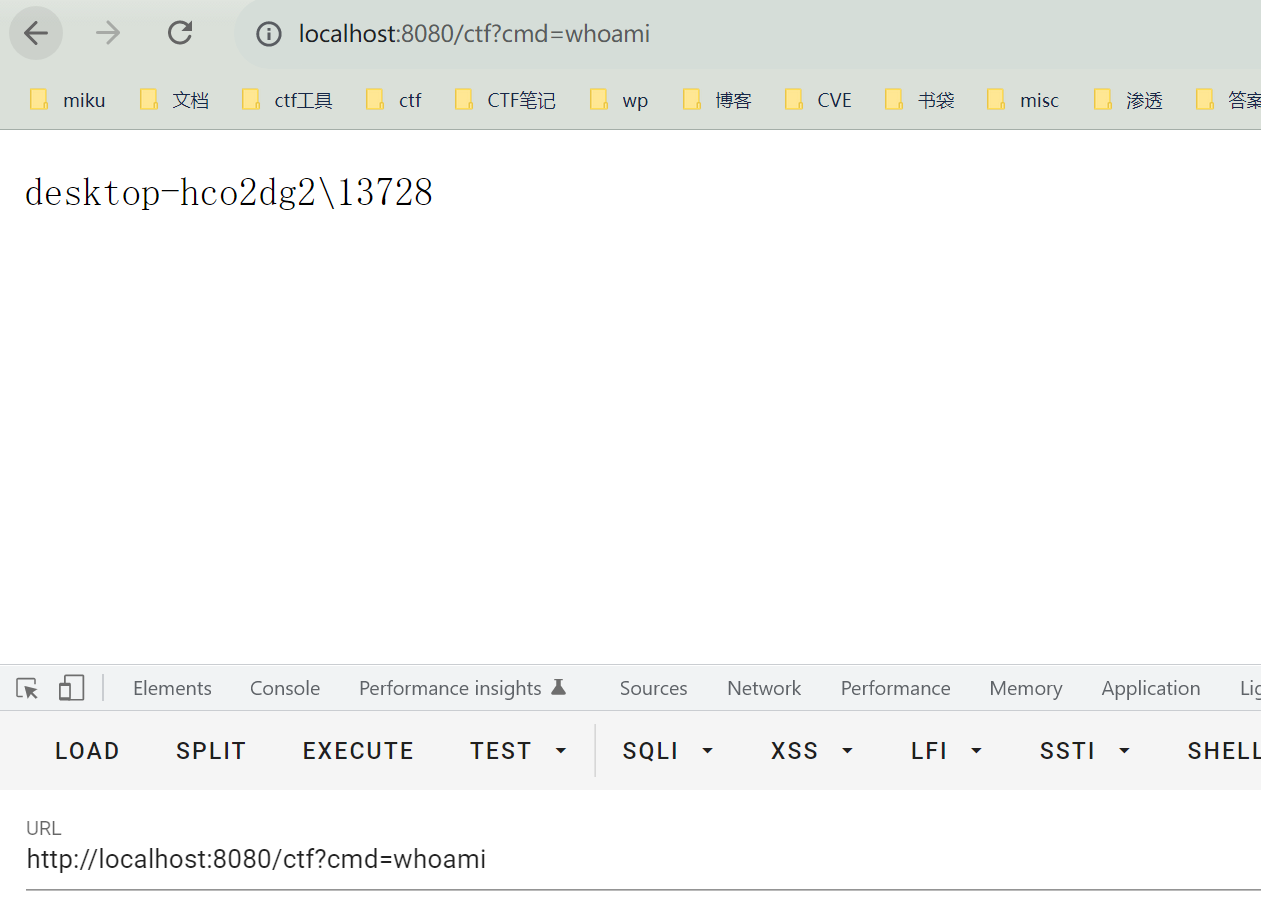 localhost:8080/ctf?cmd=whoami
miku 文档 ctf工具 ctf CTF笔记 wp 博客 CVE 书袋 misc 渗透 答案
desktop-hco2dg2\13728
Elements Console Performance insights Sources Network Performance Memory Application Lig
LOAD SPLIT EXECUTE TEST SQLI XSS LFI SSTI SHELL
URL
http://localhost:8080/ctf?cmd=whoami